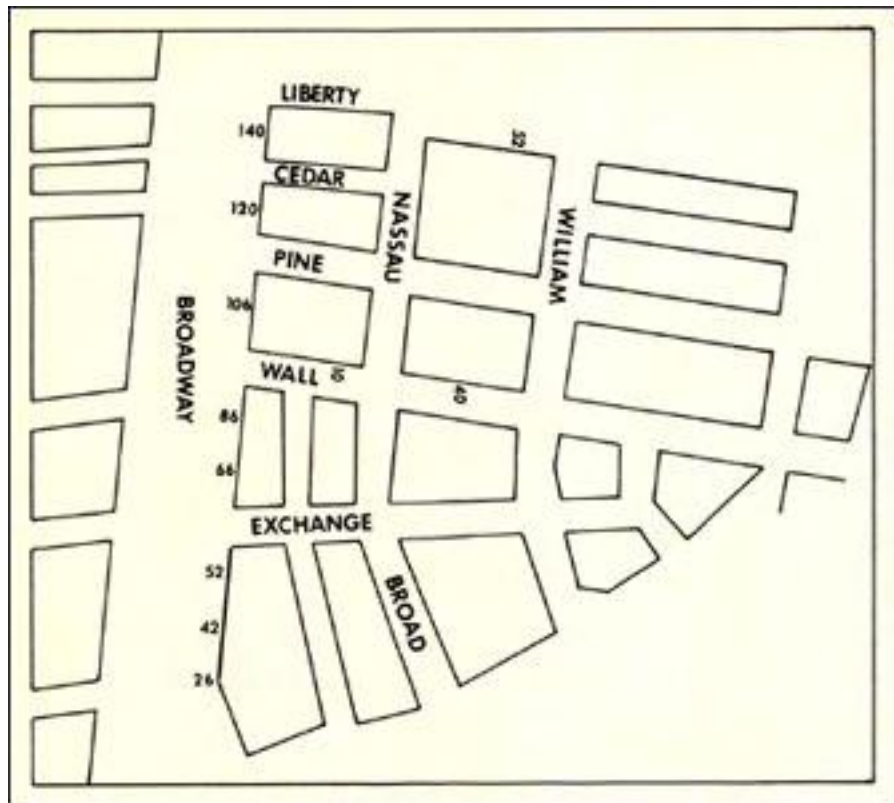 LIBERTY
140
52
CEDAR
120
NASSAU
WILLIAM
PINE
106
BROADWAY
WALL
10
40
86
66
EXCHANGE
52
BROAD
42
26